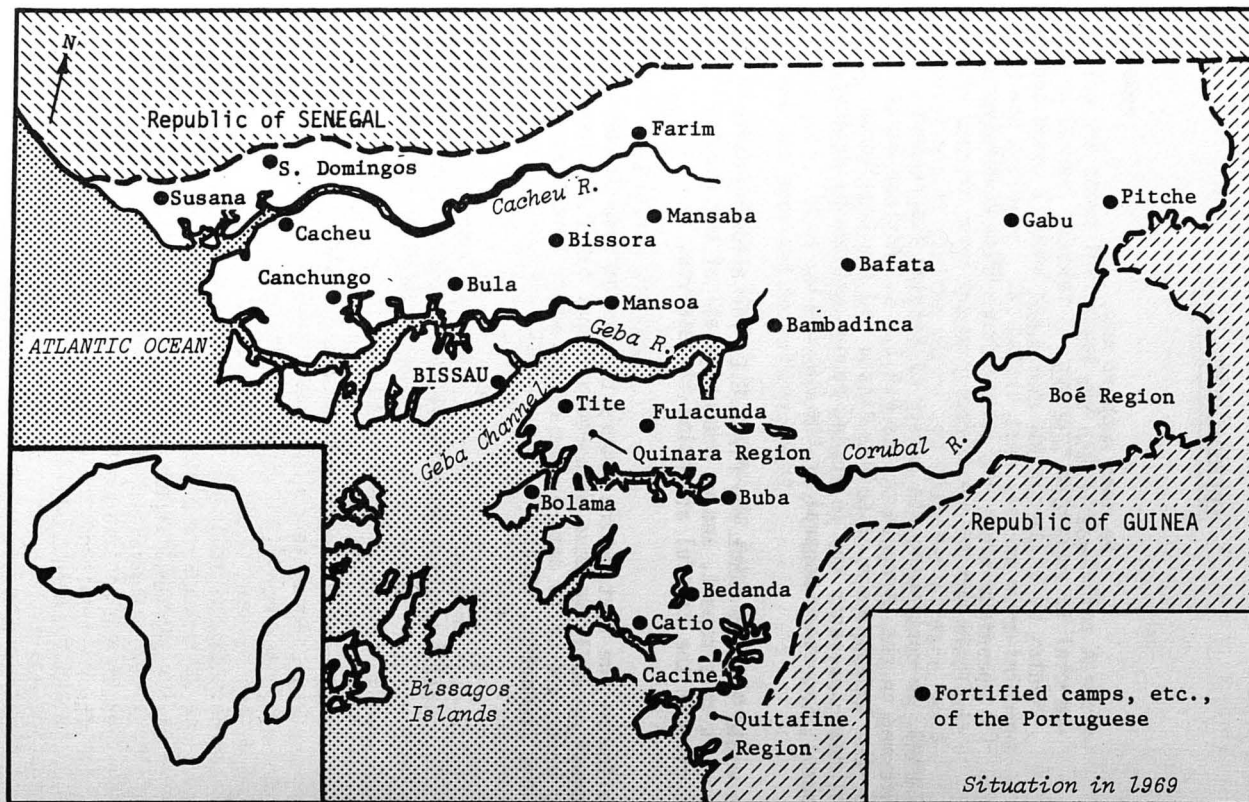 N
Republic of SENEGAL
Farim
S. Domingos
Susana
Cacheu R.
Pitche
Mansaba
Gabu
Cacheu
Bissora
Bafata
Canchungo
Bula
Mansoa
Bambadinca
Geba R.
ATLANTIC OCEAN
BISSAU
Boé Region
Geba Channel
Tite
Fulacunda
Corubal R.
Quinara Region
Bolama
Buba
Republic of GUINEA
Bedanda
Catio
Cacine
Bissagos
Islands
Fortified camps, etc.,
of the Portuguese
Quitafine
Region
Situation in 1969